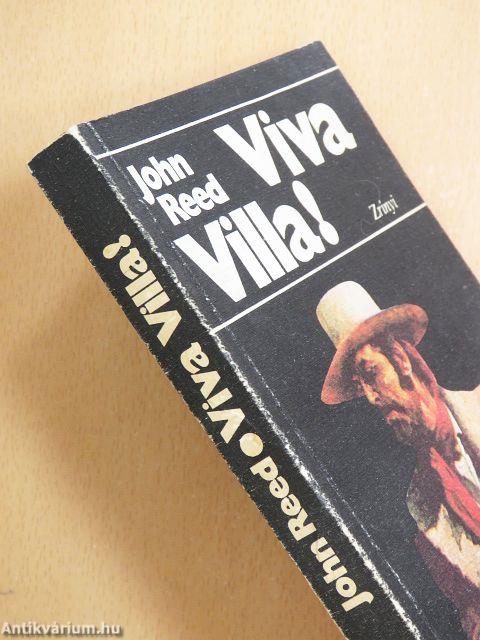 John
Reed
Viva
Villa!
Zrínyi
John Reed • Viva Villa!
Antikvárium.hu